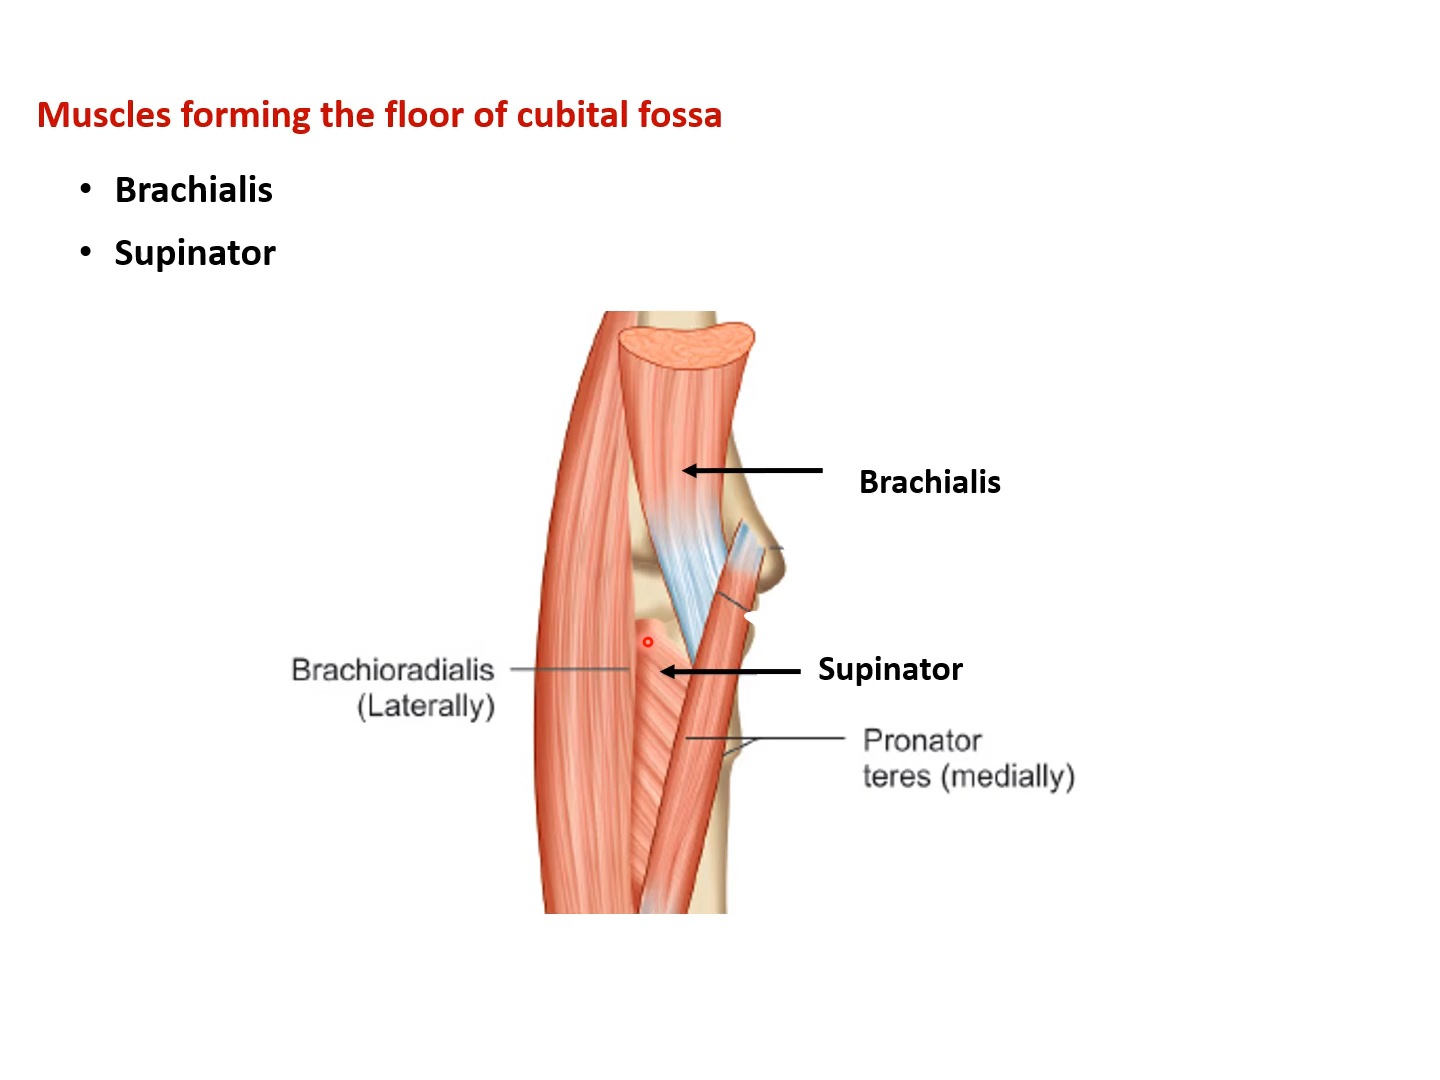 Muscles forming the floor of cubital fossa
• Brachialis
• Supinator
Brachialis
Brachioradialis
(Laterally)
Supinator
Pronator
teres (medially)